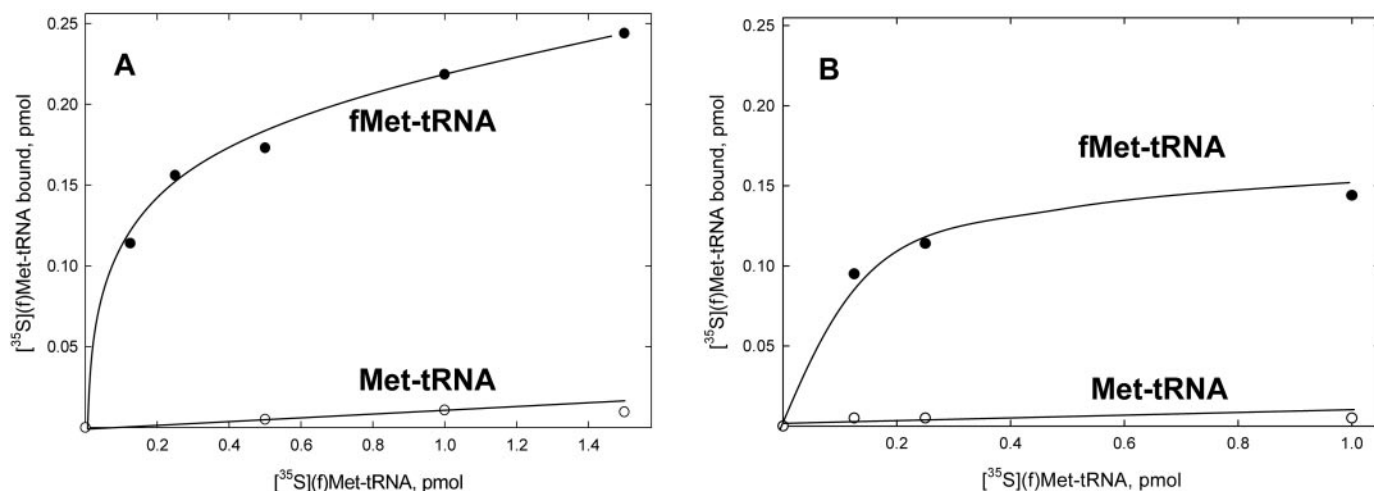 A
[³⁵S](f)Met-tRNA bound, pmol
0.25
0.20
0.15
0.10
0.05
fMet-tRNA
Met-tRNA
0.2
0.4
0.6
0.8
1.0
1.2
1.4
[³⁵S](f)Met-tRNA, pmol
B
[³⁵S](f)Met-tRNA bound, pmol
0.25
0.20
0.15
0.10
0.05
fMet-tRNA
Met-tRNA
0.2
0.4
0.6
0.8
1.0
[³⁵S](f)Met-tRNA, pmol